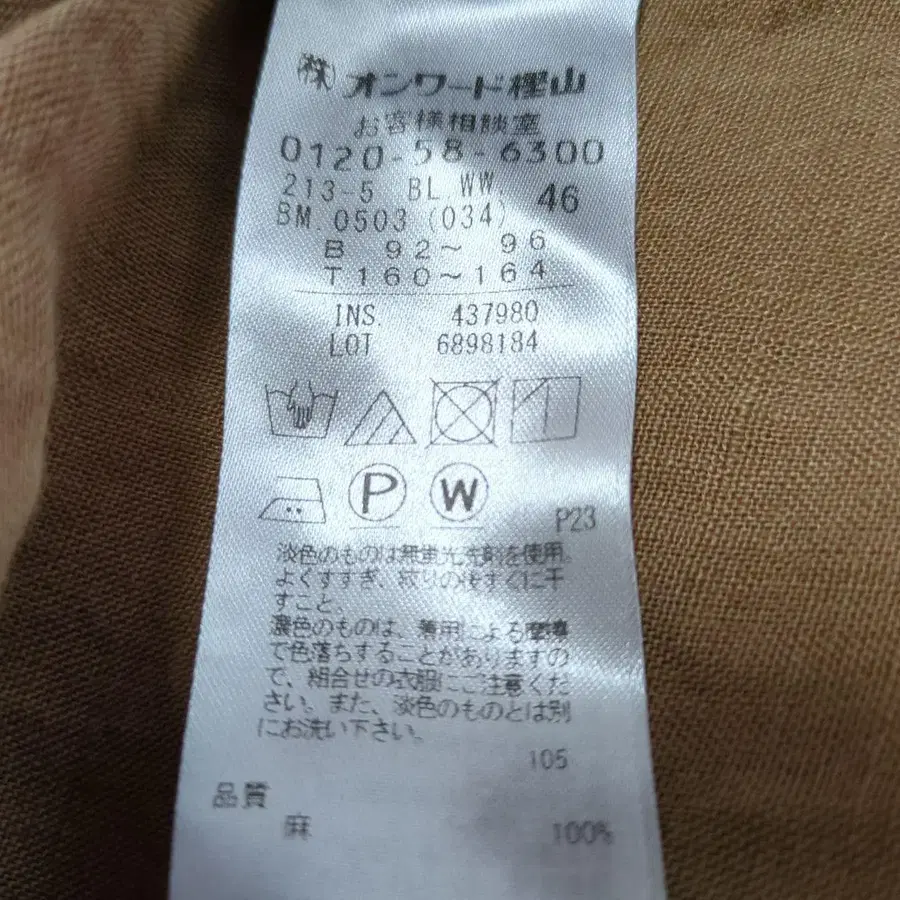 (株) オンワード樫山
お客様相談室
0120-58-6300
213-5 BL.WW. 46
BM.0503 (034)
B 92～ 96
T160～164
INS. 437980
LOT 6898184
P W
P23
淡色のものは無蛍光洗剤を使用。
よくすすぎ、絞りの後すぐに干
すこと。
濃色のものは、着用による摩擦
で色落ちすることがありますの
で、組合せの衣服にご注意くだ
さい。また、淡色のものとは別
にお洗い下さい。
105
品質
麻 100%